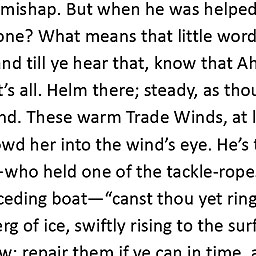 mishap. But when he was helped
one? What means that little word
and till ye hear that, know that Ah
t’s all. Helm there; steady, as thou
nd. These warm Trade Winds, at l
owd her into the wind’s eye. He’s t
-who held one of the tackle-rope
ceding boat—“canst thou yet ring
erg of ice, swiftly rising to the surf
w: repair them if ye can in time, a